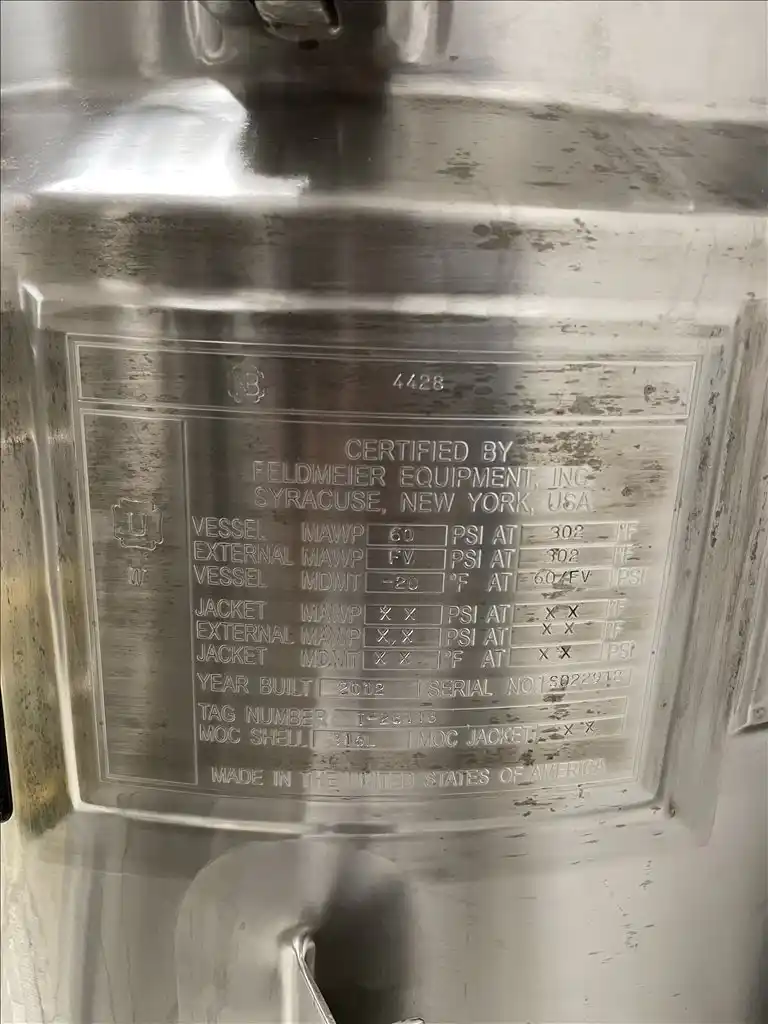 NB 4428
CERTIFIED BY
FELDMEIER EQUIPMENT, INC.
SYRACUSE, NEW YORK, USA
U
W
VESSEL MAWP 60 PSI AT 302 °F
EXTERNAL MAWP FV PSI AT 302 °F
VESSEL MDMT -20 °F AT 60/FV PSI
JACKET MAWP X X PSI AT X X °F
EXTERNAL MAWP X X PSI AT X X °F
JACKET MDMT X X °F AT X X PSI
YEAR BUILT 2012 SERIAL NO.
TAG NUMBER
MOC SHELL 316L MOC JACKET X X
MADE IN THE UNITED STATES OF AMERICA